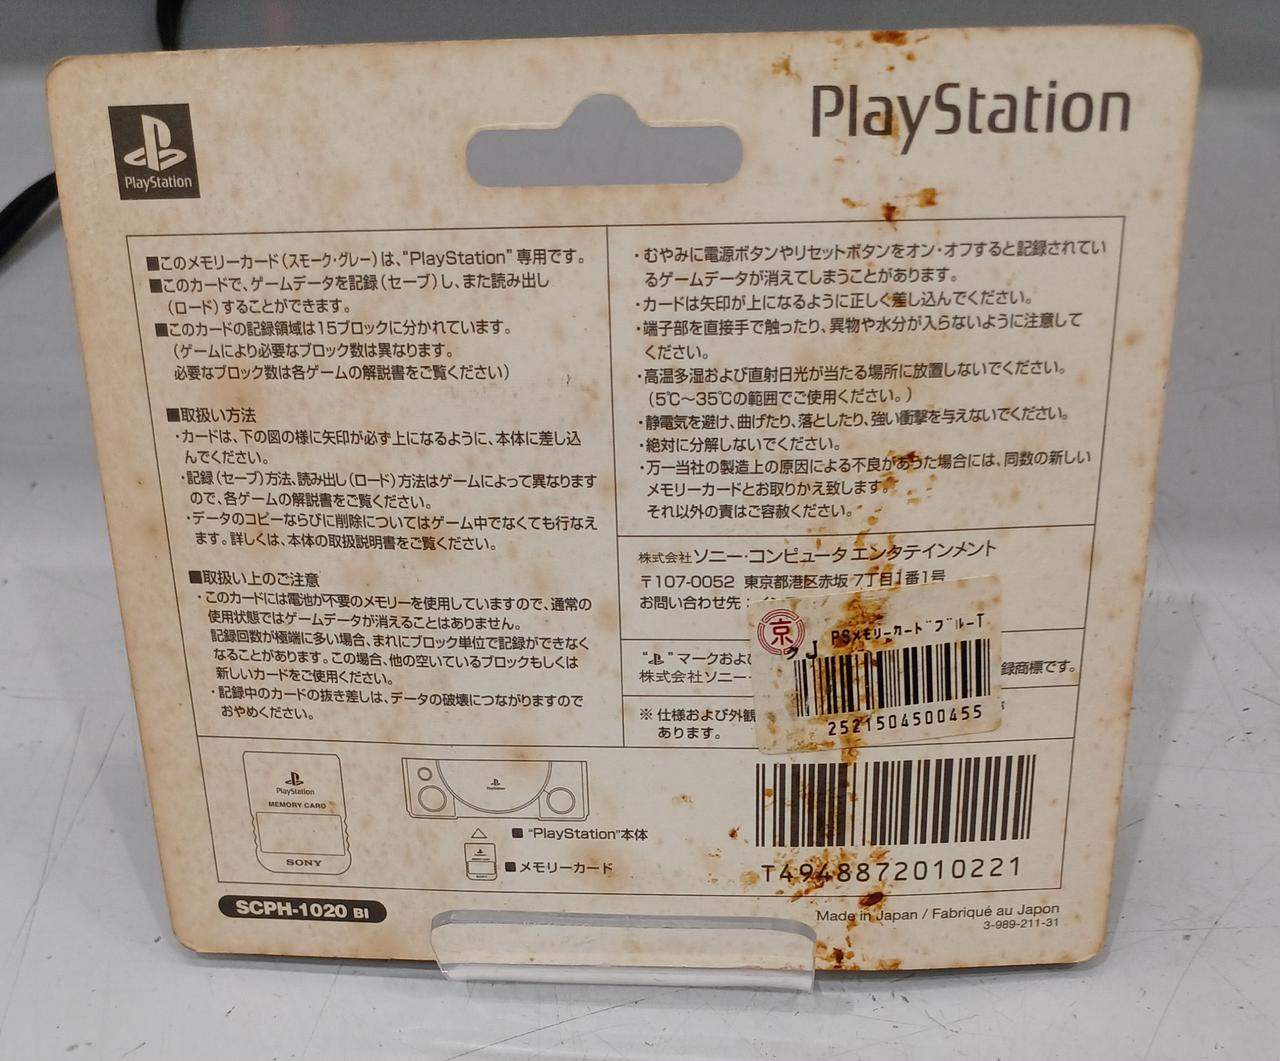 PlayStation
PlayStation
■このメモリーカード(スモーク・グレー)は、“PlayStation”専用です。
■このカードで、ゲームデータを記録(セーブ)し、また読み出し
(ロード)することができます。
■このカードの記録領域は15ブロックに分かれています。
(ゲームにより必要なブロック数は異なります。
必要なブロック数は各ゲームの解説書をご覧ください)
■取扱い方法
・カードは、下の図の様に矢印が必ず上になるように、本体に差し込
んでください。
・記録(セーブ)方法、読み出し(ロード)方法はゲームによって異なります
ので、各ゲームの解説書をご覧ください。
・データのコピーならびに削除についてはゲーム中でなくても行なえ
ます。詳しくは、本体の取扱説明書をご覧ください。
■取扱い上のご注意
・このカードには電池が不要のメモリーを使用していますので、通常の
使用状態ではゲームデータが消えることはありません。
記録回数が極端に多い場合、まれにブロック単位で記録ができなく
なることがあります。この場合、他の空いているブロックもしくは
新しいカードをご使用ください。
・記録中のカードの抜き差しは、データの破壊につながりますので
おやめください。
・むやみに電源ボタンやリセットボタンをオン・オフすると記録されてい
るゲームデータが消えてしまうことがあります。
・カードは矢印が上になるように正しく差し込んでください。
・端子部を直接手で触ったり、異物や水分が入らないように注意して
ください。
・高温多湿および直射日光が当たる場所に放置しないでください。
(5℃〜35℃の範囲でご使用ください。)
・静電気を避け、曲げたり、落としたり、強い衝撃を与えないでください。
・絶対に分解しないでください。
・万一当社の製造上の原因による不良があった場合には、同数の新しい
メモリーカードとお取りかえ致します。
それ以外の責はご容赦ください。
株式会社ソニー・コンピュータエンタテインメント
〒107-0052 東京都港区赤坂7丁目1番1号
お問い合わせ先：
“ ”マークおよび
株式会社ソニー・
録商標です。
※ 仕様および外観
あります。
京
PSメモリーカードブルーT
2521504500455
PlayStation
MEMORY CARD
SONY
PlayStation
△ ■“PlayStation”本体
■メモリーカード
T4948872010221
SCPH-1020 BI
Made in Japan / Fabriqué au Japon
3-989-211-31